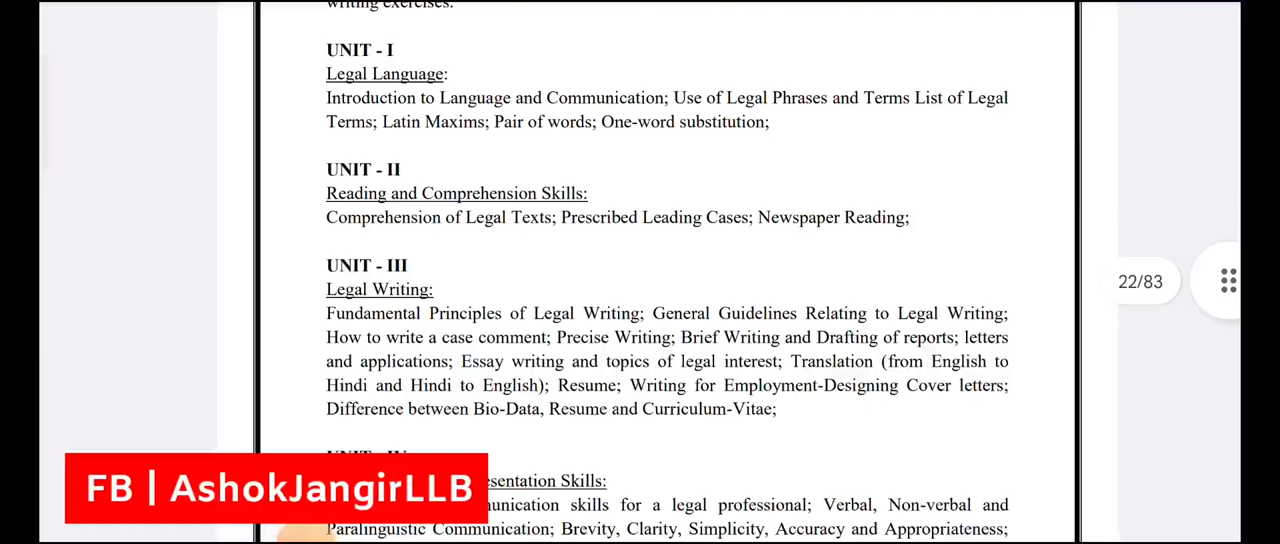 writing exercises.
UNIT - I
Legal Language:
Introduction to Language and Communication; Use of Legal Phrases and Terms List of Legal
Terms; Latin Maxims; Pair of words; One-word substitution;
UNIT - II
Reading and Comprehension Skills:
Comprehension of Legal Texts; Prescribed Leading Cases; Newspaper Reading;
UNIT - III
Legal Writing:
Fundamental Principles of Legal Writing; General Guidelines Relating to Legal Writing;
How to write a case comment; Precise Writing; Brief Writing and Drafting of reports; letters
and applications; Essay writing and topics of legal interest; Translation (from English to
Hindi and Hindi to English); Resume; Writing for Employment-Designing Cover letters;
Difference between Bio-Data, Resume and Curriculum-Vitae;
22/83
Skills:
skills for a legal professional; Verbal, Non-verbal and
Paralinguistic Communication; Brevity, Clarity, Simplicity, Accuracy and Appropriateness;
FB | AshokJangirLLB